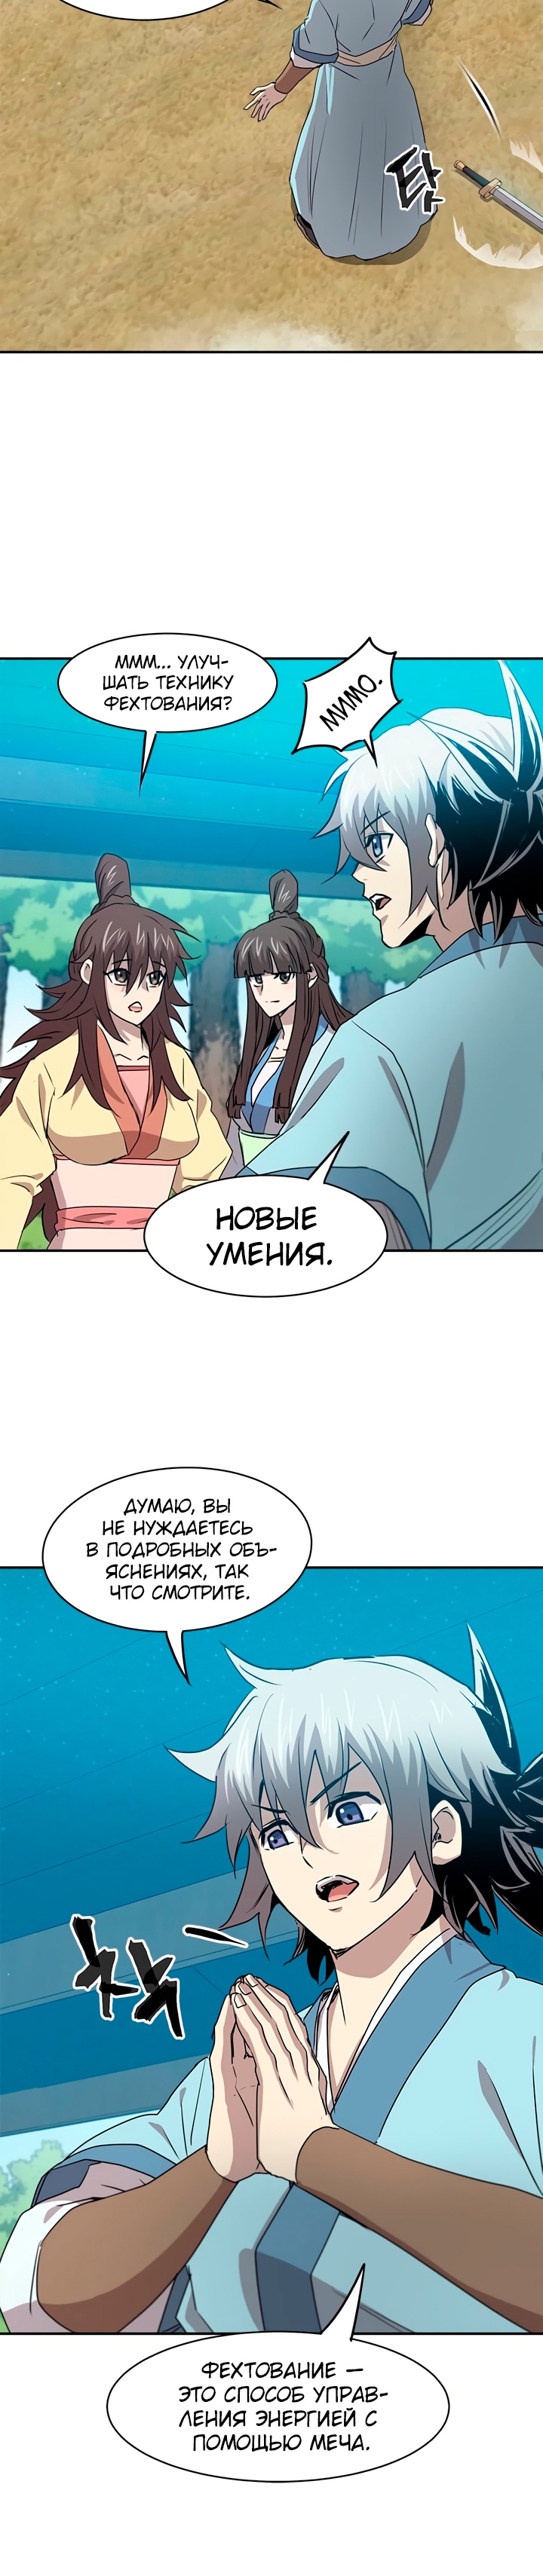 탁
МММ... УЛУЧ-
ШАТЬ ТЕХНИКУ
ФЕХТОВАНИЯ?
МИМО.
НОВЫЕ
УМЕНИЯ.
ДУМАЮ, ВЫ
НЕ НУЖДАЕТЕСЬ
В ПОДРОБНЫХ ОБЪ-
ЯСНЕНИЯХ, ТАК
ЧТО СМОТРИТЕ.
ФЕХТОВАНИЕ —
ЭТО СПОСОБ УПРАВ-
ЛЕНИЯ ЭНЕРГИЕЙ С
ПОМОЩЬЮ МЕЧА.